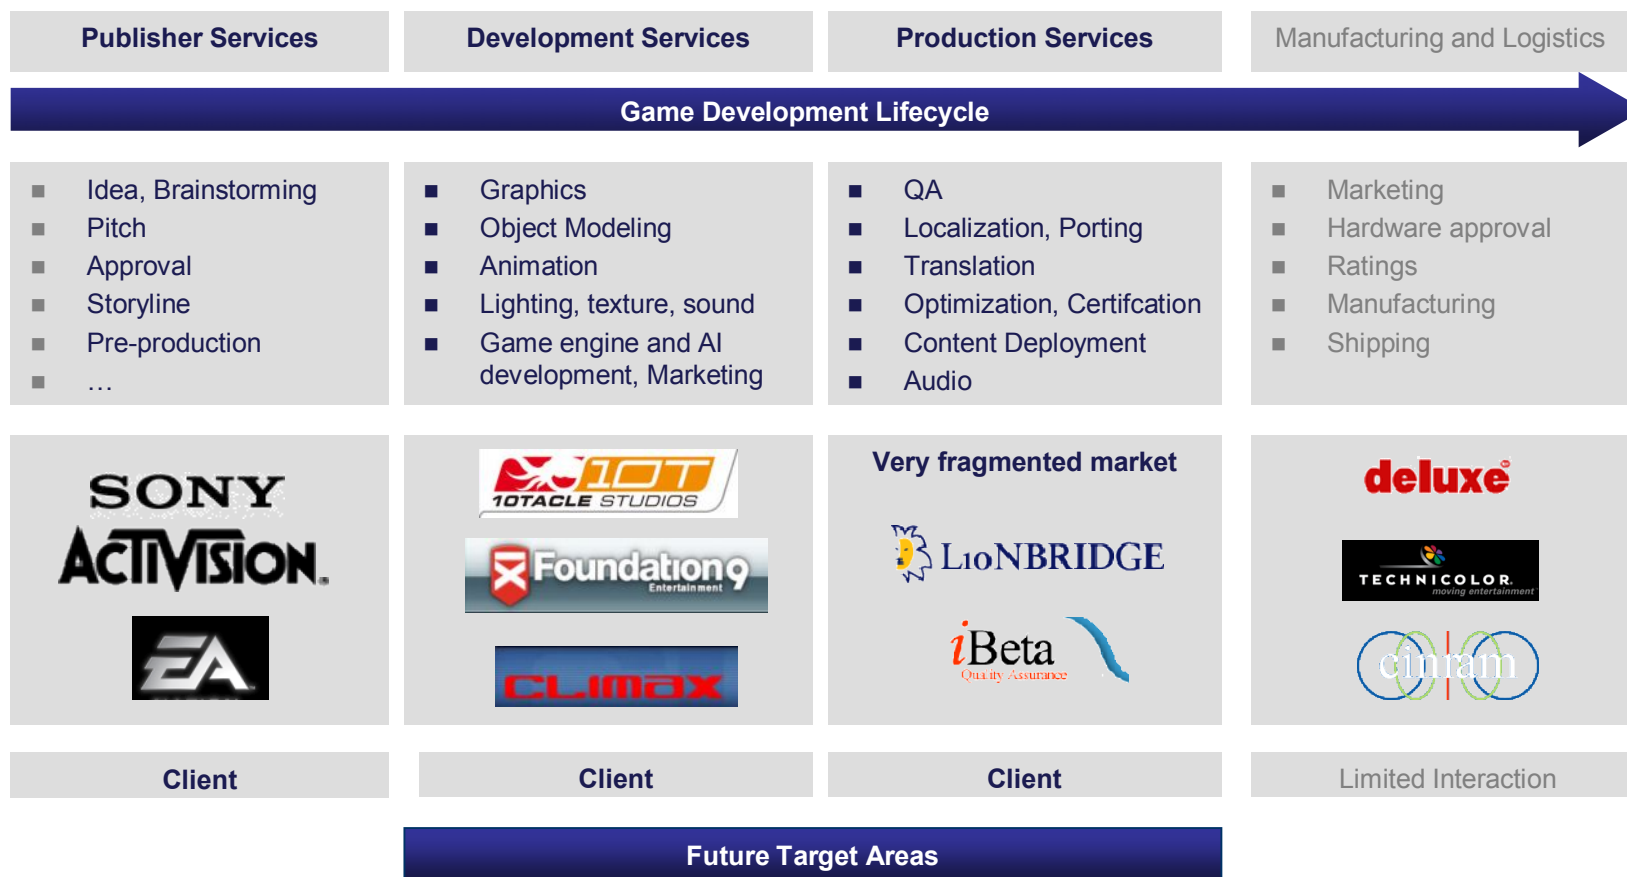 Publisher Services
Development Services
Production Services
Manufacturing and Logistics
Game Development Lifecycle
Idea, Brainstorming
Pitch
Approval
Storyline
Pre-production
…
Graphics
Object Modeling
Animation
Lighting, texture, sound
Game engine and AI
development, Marketing
QA
Localization, Porting
Translation
Optimization, Certifcation
Content Deployment
Audio
Marketing
Hardware approval
Ratings
Manufacturing
Shipping
SONY
ACTIVISION.
EA
10T
10TACLE STUDIOS
Foundation 9
Entertainment
CLIMAX
Very fragmented market
LIONBRIDGE
iBeta
Quality Assurance
deluxe
TECHNICOLOR
moving entertainment
cinram
Client
Client
Client
Limited Interaction
Future Target Areas